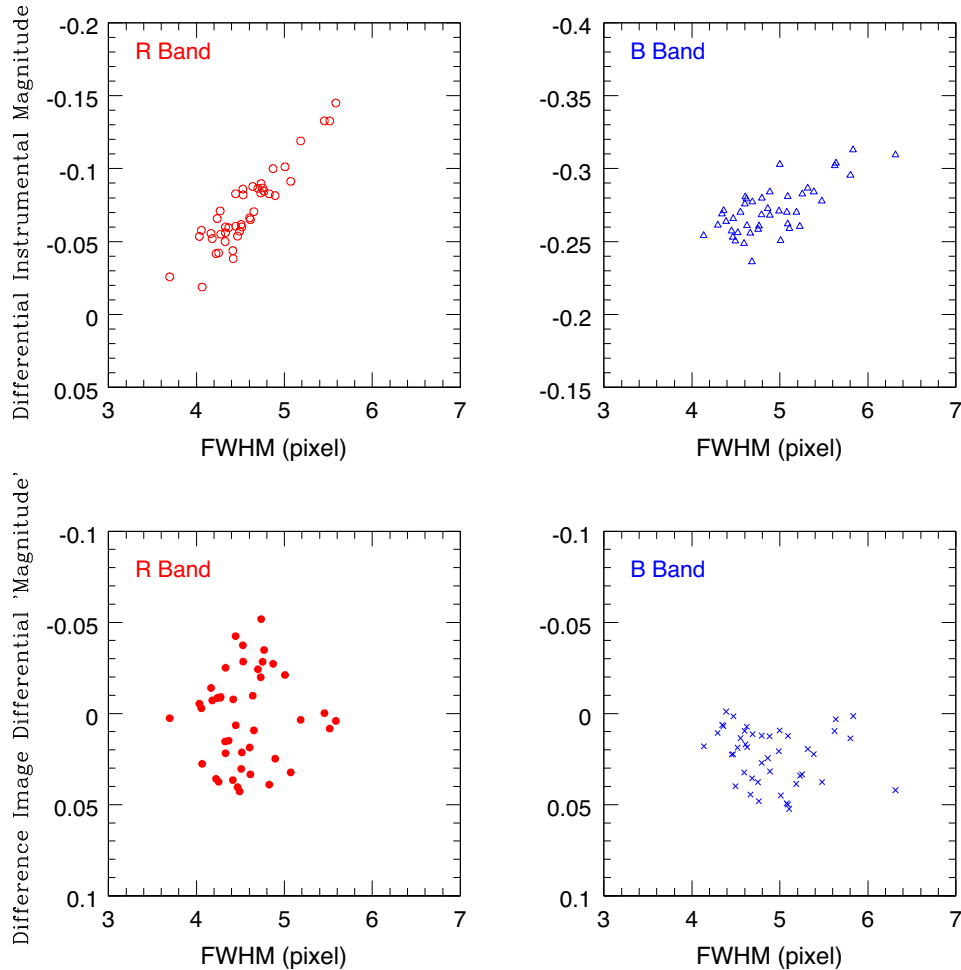 Differential Instrumental Magnitude
-0.2
-0.15
-0.1
-0.05
0
0.05
R Band
3 4 5 6 7
FWHM (pixel)
-0.4
-0.35
-0.3
-0.25
-0.2
-0.15
B Band
3 4 5 6 7
FWHM (pixel)
Difference Image Differential 'Magnitude'
-0.1
-0.05
0
0.05
0.1
R Band
3 4 5 6 7
FWHM (pixel)
-0.1
-0.05
0
0.05
0.1
B Band
3 4 5 6 7
FWHM (pixel)